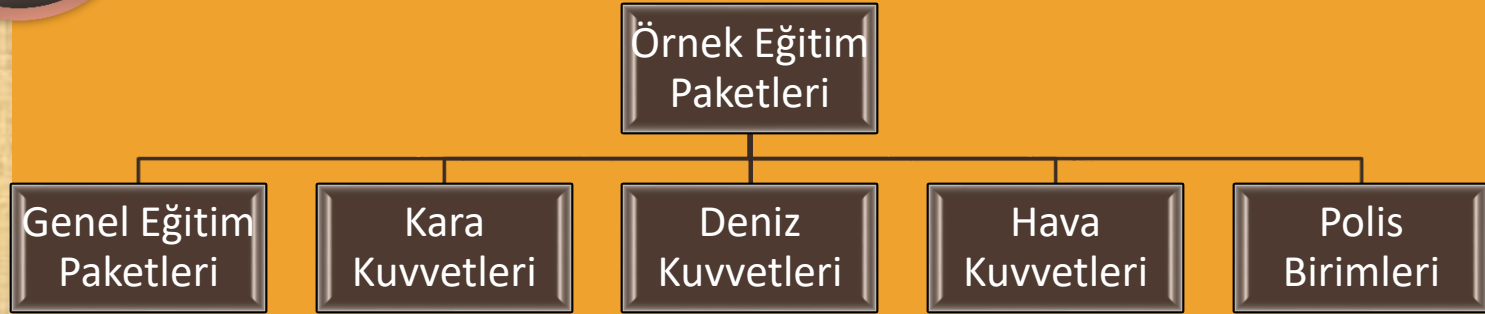 Örnek Eğitim
Paketleri
Genel Eğitim
Paketleri
Kara
Kuvvetleri
Deniz
Kuvvetleri
Hava
Kuvvetleri
Polis
Birimleri